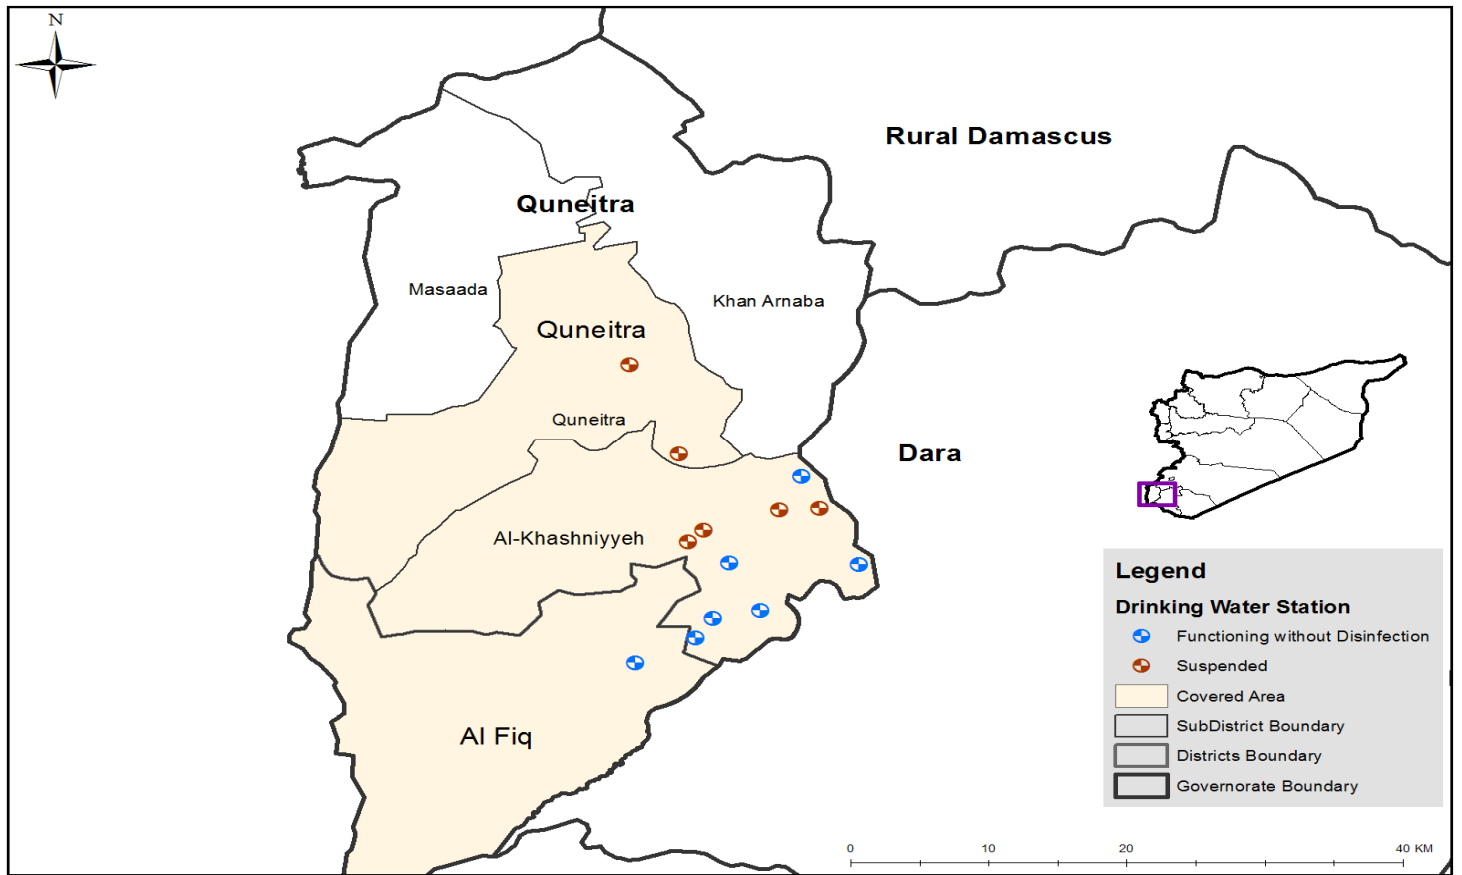 N
Rural Damascus
Quneitra
Masaada
Khan Arnaba
Quneitra
Quneitra
Dara
Al-Khashniyyeh
Al Fiq
Legend
Drinking Water Station
Functioning without Disinfection
Suspended
Covered Area
SubDistrict Boundary
Districts Boundary
Governorate Boundary
0 10 20 40 KM